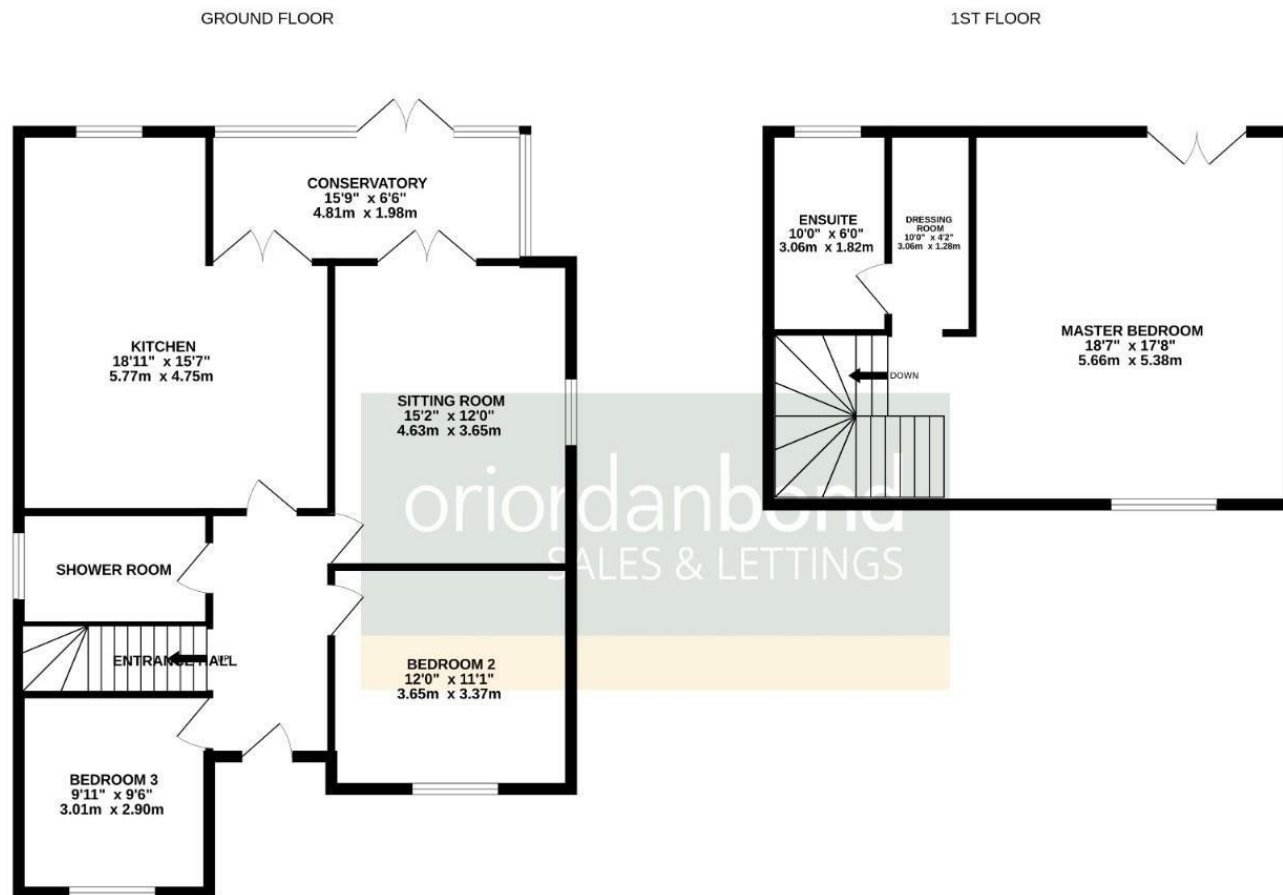 GROUND FLOOR
1ST FLOOR
CONSERVATORY
15'9" x 6'6"
4.81m x 1.98m
KITCHEN
18'11" x 15'7"
5.77m x 4.75m
SITTING ROOM
15'2" x 12'0"
4.63m x 3.65m
SHOWER ROOM
ENTRANCE HALL
BEDROOM 2
12'0" x 11'1"
3.65m x 3.37m
BEDROOM 3
9'11" x 9'6"
3.01m x 2.90m
ENSUITE
10'0" x 6'0"
3.06m x 1.82m
DRESSING
ROOM
10'0" x 4'2"
3.06m x 1.28m
MASTER BEDROOM
18'7" x 17'8"
5.66m x 5.38m
DOWN
oriordanbond
SALES & LETTINGS